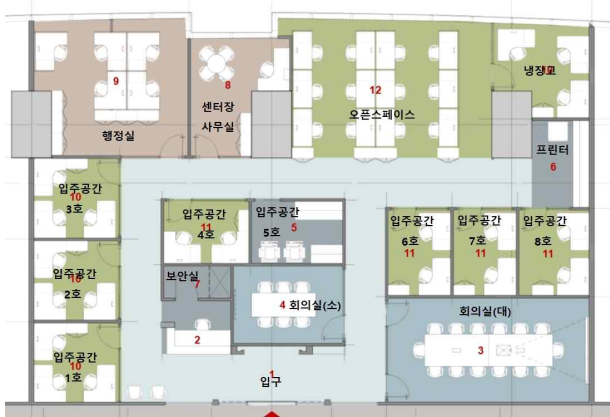 9
행정실
8
센터장
사무실
12
오픈스페이스
냉장고
프린터
6
입주공간
10
3호
입주공간
11
4호
입주공간
5
5호
입주공간
6호
11
입주공간
7호
11
입주공간
8호
11
입주공간
2호
보안실
7
4 회의실(소)
2
회의실(대)
3
입주공간
10
1호
1
입구